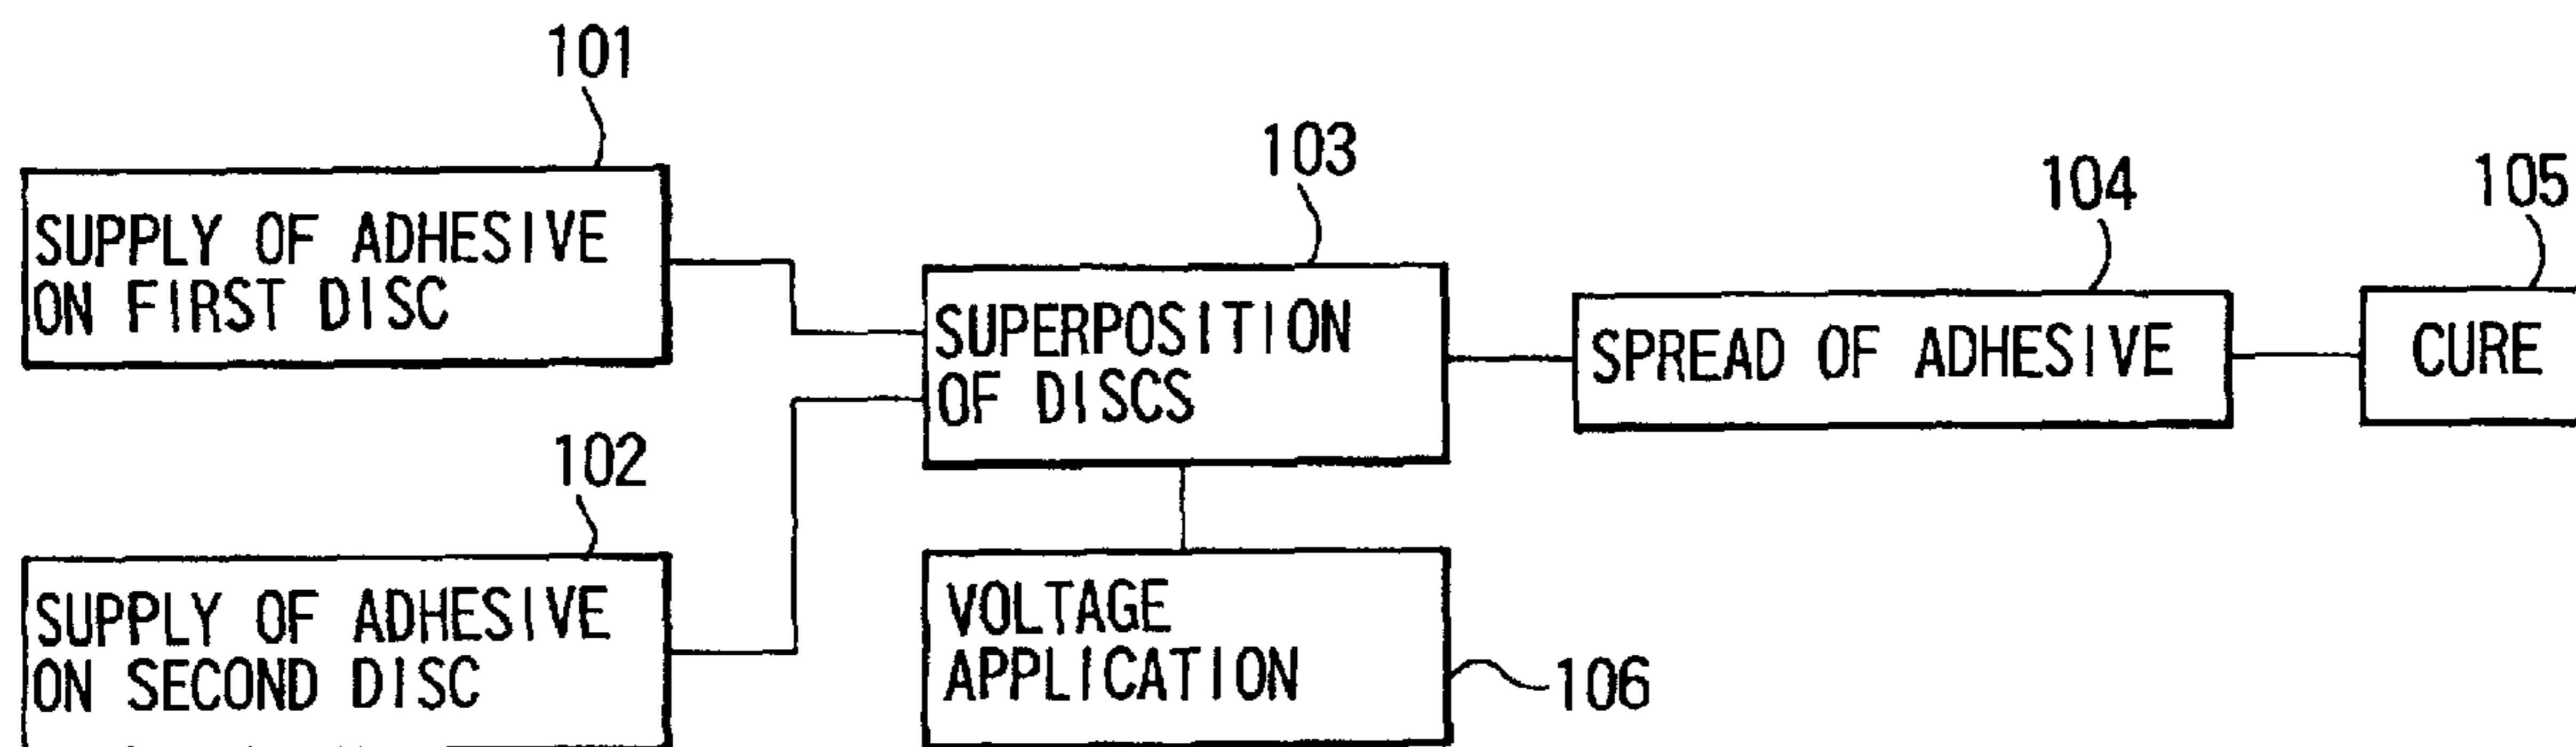 101
SUPPLY OF ADHESIVE
ON FIRST DISC
102
SUPPLY OF ADHESIVE
ON SECOND DISC
103
SUPERPOSITION
OF DISCS
VOLTAGE
APPLICATION
106
104
SPREAD OF ADHESIVE
105
CURE